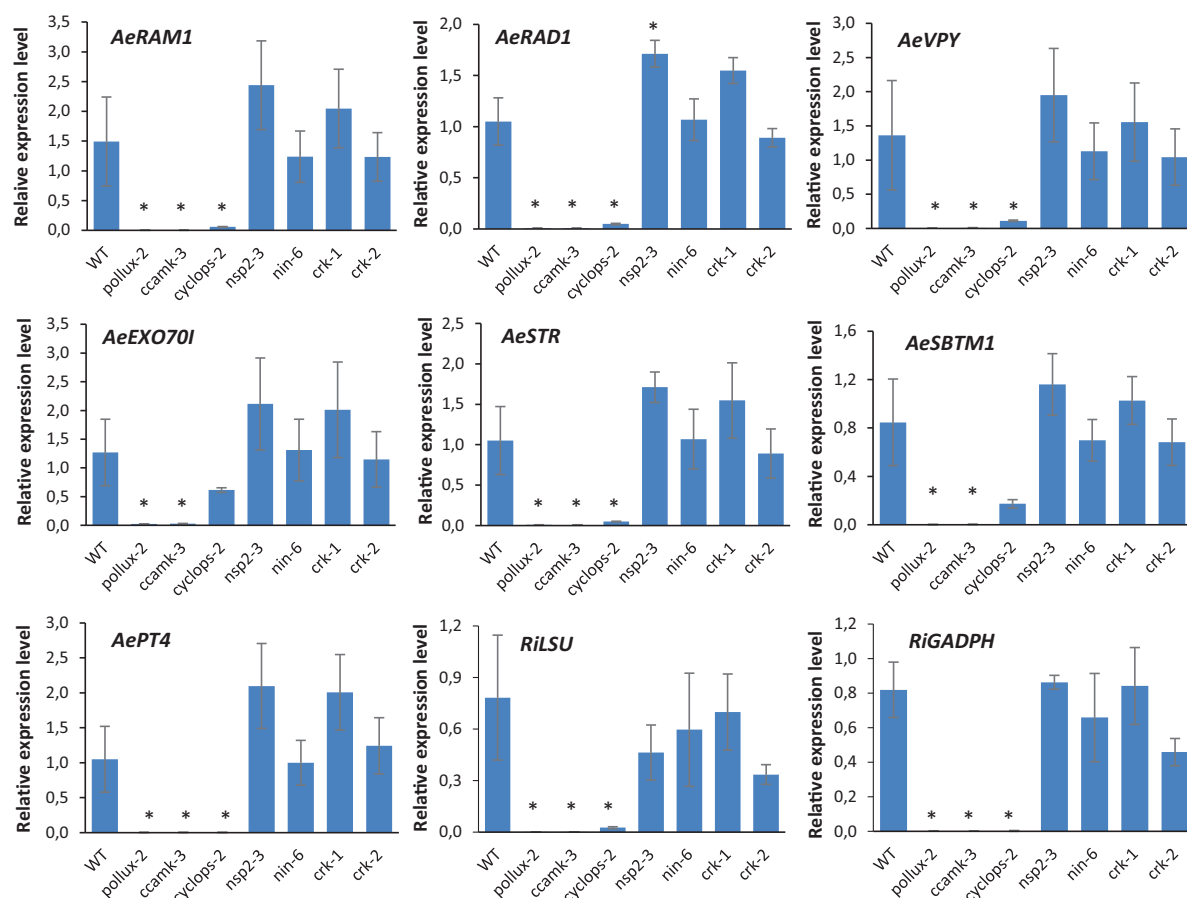 AeRAM1
Relaive expression level
3,5
3,0
2,5
2,0
1,5
1,0
0,5
0,0
* * *
WT pollux-2 ccamk-3 cyclops-2 nsp2-3 nin-6 crk-1 crk-2
AeRAD1
Relative expression level
2,0
1,5
1,0
0,5
0,0
* * * *
WT pollux-2 ccamk-3 cyclops-2 nsp2-3 nin-6 crk-1 crk-2
AeVPY
Relative expression level
3,0
2,5
2,0
1,5
1,0
0,5
0,0
* * *
WT pollux-2 ccamk-3 cyclops-2 nsp2-3 nin-6 crk-1 crk-2
AeEXO70I
Relative expression level
3,5
3,0
2,5
2,0
1,5
1,0
0,5
0,0
* *
WT pollux-2 ccamk-3 cyclops-2 nsp2-3 nin-6 crk-1 crk-2
AeSTR
Relative expression level
2,5
2,0
1,5
1,0
0,5
0,0
* * *
WT pollux-2 ccamk-3 cyclops-2 nsp2-3 nin-6 crk-1 crk-2
AeSBTM1
Relative expression level
1,6
1,2
0,8
0,4
0,0
* *
WT pollux-2 ccamk-3 cyclops-2 nsp2-3 nin-6 crk-1 crk-2
AePT4
Relative expression level
3,0
2,5
2,0
1,5
1,0
0,5
0,0
* * *
WT pollux-2 ccamk-3 cyclops-2 nsp2-3 nin-6 crk-1 crk-2
RiLSU
Relative expression level
1,2
0,9
0,6
0,3
0,0
* * *
WT pollux-2 ccamk-3 cyclops-2 nsp2-3 nin-6 crk-1 crk-2
RiGADPH
Relative expression level
1,2
1,0
0,8
0,6
0,4
0,2
0,0
* * *
WT pollux-2 ccamk-3 cyclops-2 nsp2-3 nin-6 crk-1 crk-2